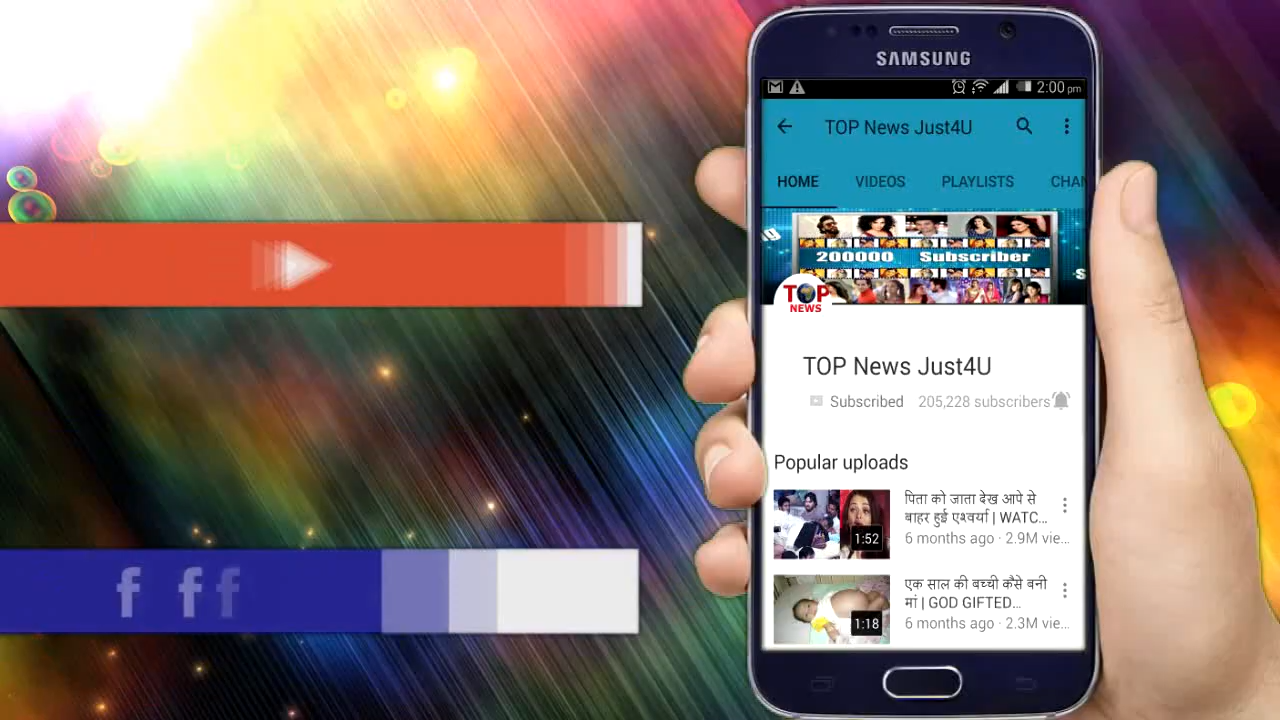 SAMSUNG
2:00 pm
TOP News Just4U
HOME VIDEOS PLAYLISTS CHAN
200000 Subscriber
TOP
NEWS
TOP News Just4U
Subscribed 205,228 subscribers
Popular uploads
पिता को जाता देख आपे से
बाहर हुई एश्वर्या | WATC...
6 months ago · 2.9M vie...
1:52
एक साल की बच्ची कैसे बनी
मां | GOD GIFTED...
6 months ago · 2.3M vie...
1:18
f f f